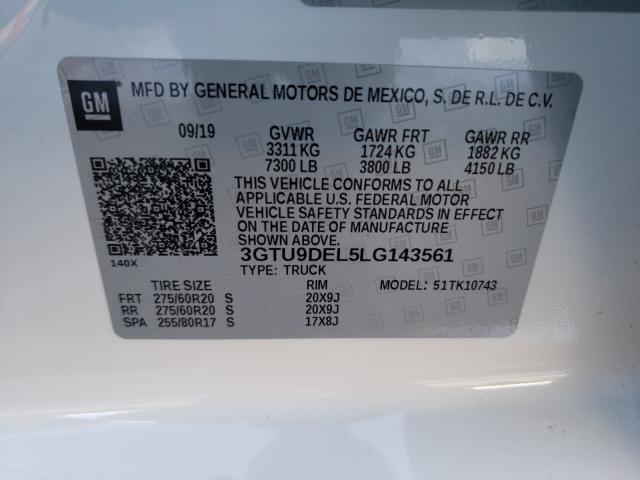 GM
MFD BY GENERAL MOTORS DE MEXICO, S. DE R.L. DE C.V.
09/19 GVWR GAWR FRT GAWR RR
3311 KG 1724 KG 1882 KG
7300 LB 3800 LB 4150 LB
THIS VEHICLE CONFORMS TO ALL
APPLICABLE U.S. FEDERAL MOTOR
VEHICLE SAFETY STANDARDS IN EFFECT
ON THE DATE OF MANUFACTURE
SHOWN ABOVE.
3GTU9DEL5LG143561
140X
TYPE: TRUCK MODEL: 51TK10743
TIRE SIZE RIM
FRT 275/60R20 S 20X9J
RR 275/60R20 S 20X9J
SPA 255/80R17 S 17X8J